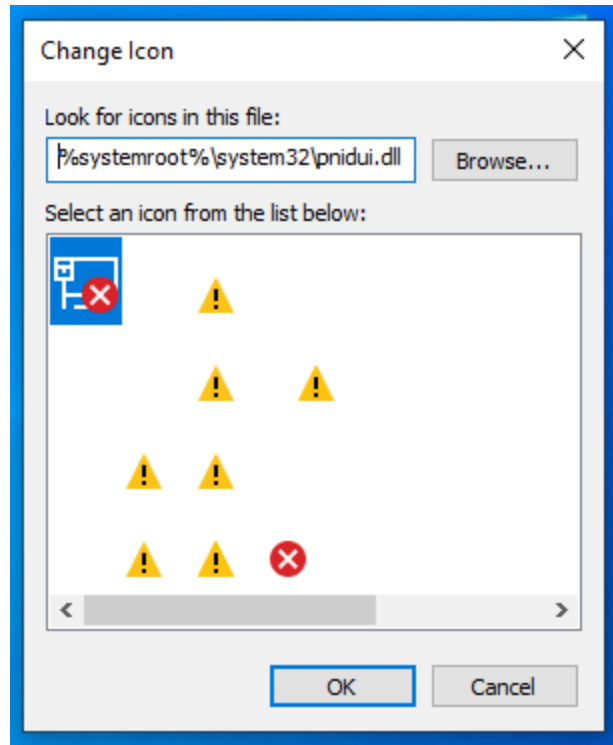 Change Icon
Look for icons in this file:
%systemroot%\system32\pnidui.dll
Browse...
Select an icon from the list below:
OK
Cancel